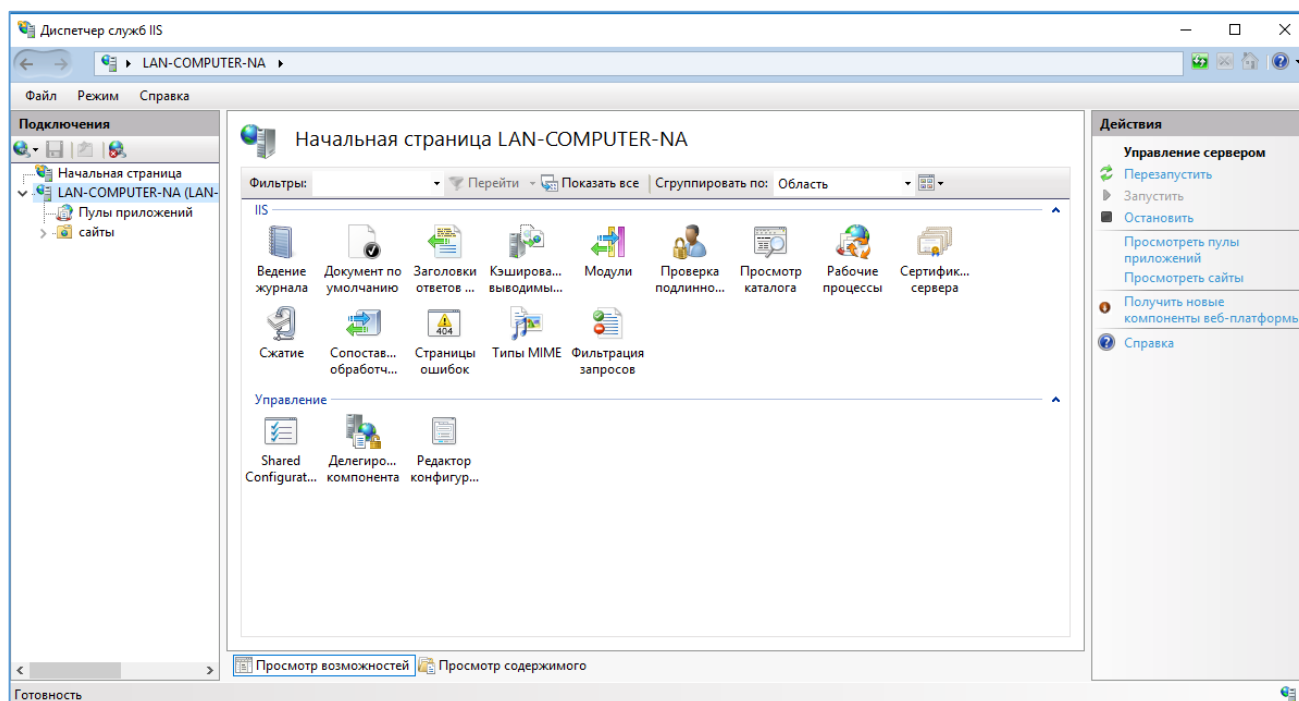 Диспетчер служб IIS
LAN-COMPUTER-NA
Файл Режим Справка
Подключения
Начальная страница
LAN-COMPUTER-NA (LAN-
Пулы приложений
сайты
Начальная страница LAN-COMPUTER-NA
Фильтры: Перейти Показать все Сгруппировать по: Область
IIS
Ведение Документ по Заголовки Кэширова... Модули Проверка Просмотр Рабочие Сертифик...
журнала умолчанию ответов ... выводимы... подлинно... каталога процессы сервера
404
Сжатие Сопостав... Страницы Типы MIME Фильтрация
обработч... ошибок запросов
Управление
Shared Делегиро... Редактор
Configurat... компонента конфигур...
Просмотр возможностей Просмотр содержимого
Действия
Управление сервером
Перезапустить
Запустить
Остановить
Просмотреть пулы
приложений
Просмотреть сайты
Получить новые
компоненты веб-платформы
Справка
Готовность